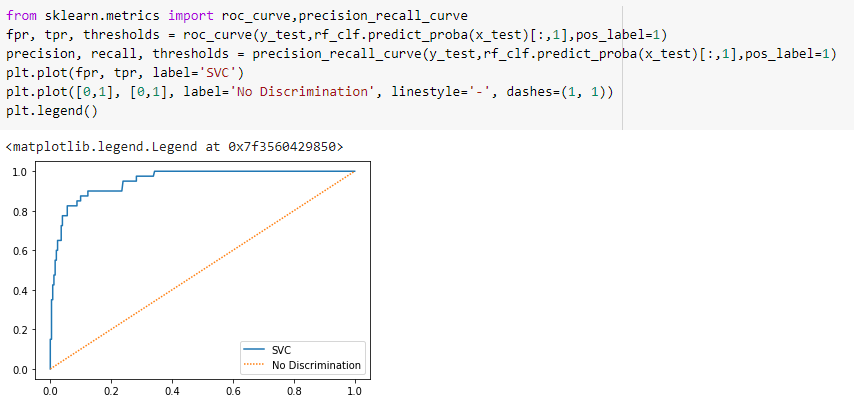 from sklearn.metrics import roc_curve,precision_recall_curve
fpr, tpr, thresholds = roc_curve(y_test,rf_clf.predict_proba(x_test)[:,1],pos_label=1)
precision, recall, thresholds = precision_recall_curve(y_test,rf_clf.predict_proba(x_test)[:,1],pos_label=1)
plt.plot(fpr, tpr, label='SVC')
plt.plot([0,1], [0,1], label='No Discrimination', linestyle='-', dashes=(1, 1))
plt.legend()
<matplotlib.legend.Legend at 0x7f3560429850>
1.0
0.8
0.6
0.4
0.2
0.0
SVC
No Discrimination
0.0 0.2 0.4 0.6 0.8 1.0